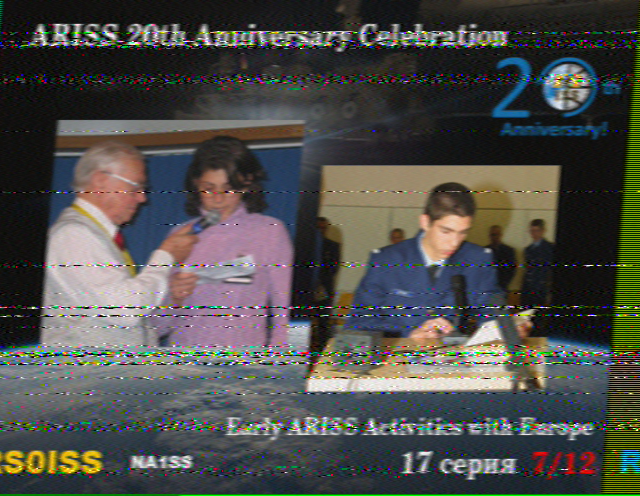 ARISS 20th Anniversary Celebration
20th
Anniversary!
Early ARISS Activities with Europe
RS0ISS NA1SS 17 серия 7/12 R